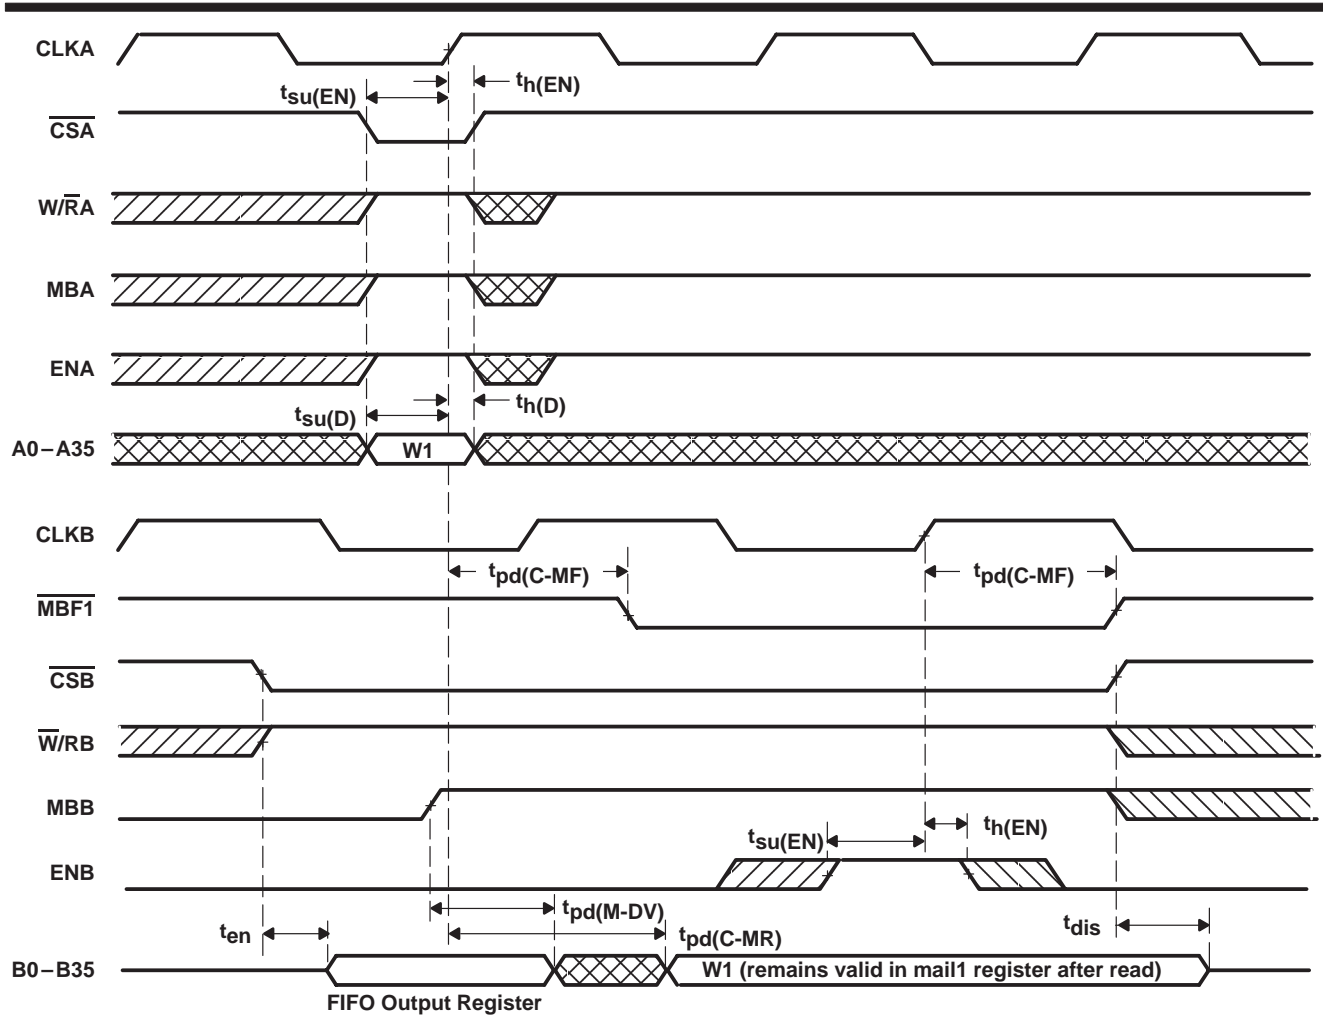 CLKA
th(EN)
tsu(EN)
CSA
W/RA
MBA
ENA
tsu(D)
th(D)
A0–A35
W1
CLKB
tpd(C-MF)
tpd(C-MF)
MBF1
CSB
W/RB
MBB
tsu(EN)
th(EN)
ENB
tpd(M-DV)
ten
tpd(C-MR)
tdis
B0–B35
W1 (remains valid in mail1 register after read)
FIFO Output Register